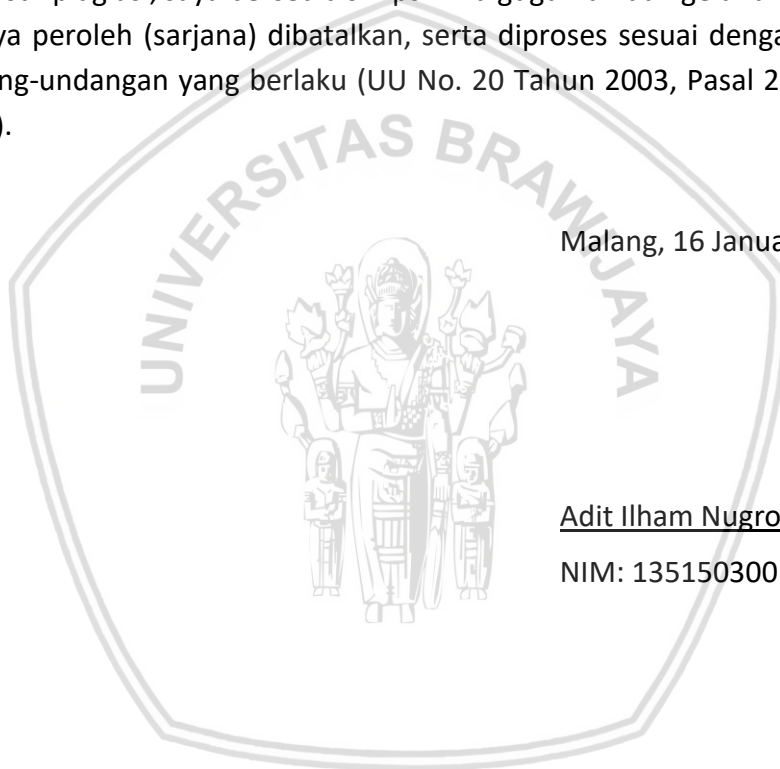 ya peroleh (sarjana) dibatalkan, serta diproses sesuai denga
ng-undangan yang berlaku (UU No. 20 Tahun 2003, Pasal 2
).
UNIVERSITAS BRAWIJAYA
Malang, 16 Janua
Adit Ilham Nugro
NIM: 135150300